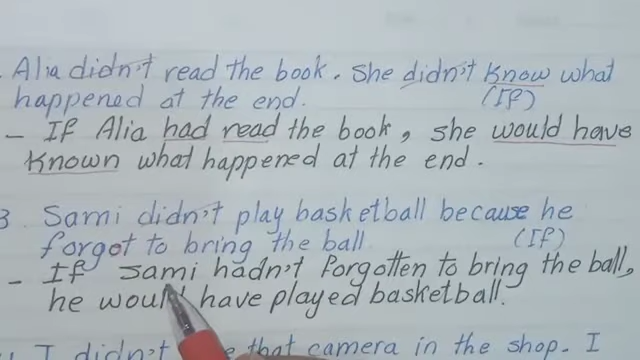 . Alia didn't read the book. She didn't know what
happened at the end. (If)
- If Alia had read the book, she would have
known what happened at the end.
3 Sami didn't play basketball because he
forgot to bring the ball (If)
- If Sami hadn't forgotten to bring the ball,
he would have played basketball.
I didn't that camera in the shop. I